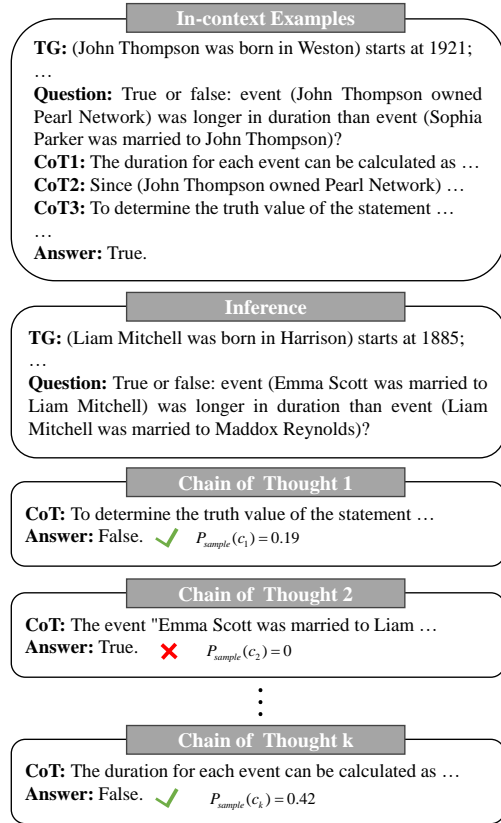 In-context Examples
TG: (John Thompson was born in Weston) starts at 1921;
…
Question: True or false: event (John Thompson owned
Pearl Network) was longer in duration than event (Sophia
Parker was married to John Thompson)?
CoT1: The duration for each event can be calculated as …
CoT2: Since (John Thompson owned Pearl Network) …
CoT3: To determine the truth value of the statement …
…
Answer: True.
Inference
TG: (Liam Mitchell was born in Harrison) starts at 1885;
…
Question: True or false: event (Emma Scott was married to
Liam Mitchell) was longer in duration than event (Liam
Mitchell was married to Maddox Reynolds)?
Chain of Thought 1
CoT: To determine the truth value of the statement …
Answer: False. P_sample(c_1) = 0.19
Chain of Thought 2
CoT: The event "Emma Scott was married to Liam …
Answer: True. P_sample(c_2) = 0
Chain of Thought k
CoT: The duration for each event can be calculated as …
Answer: False. P_sample(c_k) = 0.42